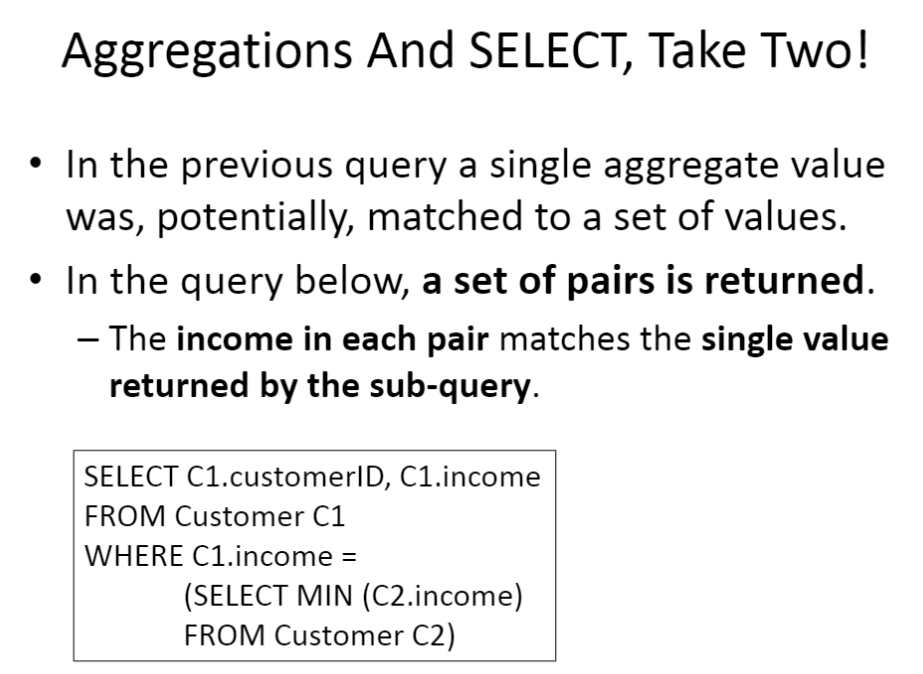 Aggregations And SELECT, Take Two!
• In the previous query a single aggregate value
was, potentially, matched to a set of values.
• In the query below, a set of pairs is returned.
– The income in each pair matches the single value
returned by the sub-query.
SELECT C1.customerID, C1.income
FROM Customer C1
WHERE C1.income =
(SELECT MIN (C2.income)
FROM Customer C2)